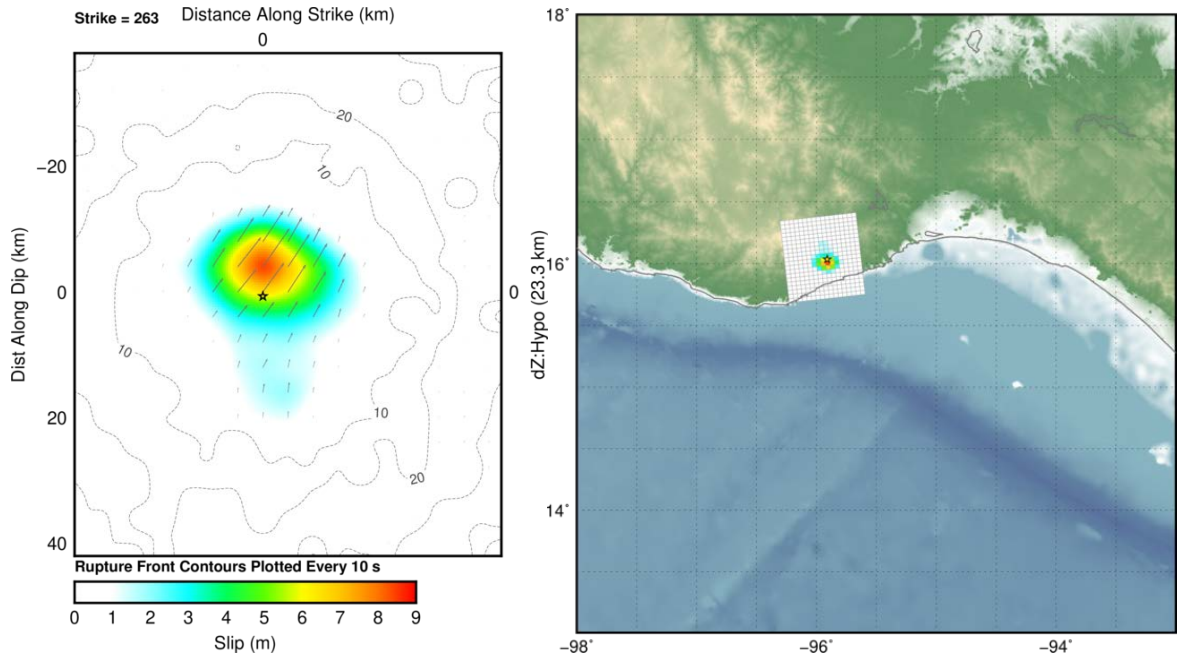 Strike = 263
Distance Along Strike (km)
0
20
10
−20
0
20
40
Dist Along Dip (km)
10
10
20
0
dZ:Hypo (23.3 km)
Rupture Front Contours Plotted Every 10 s
0 1 2 3 4 5 6 7 8 9
Slip (m)
18˚
16˚
14˚
−98˚ −96˚ −94˚